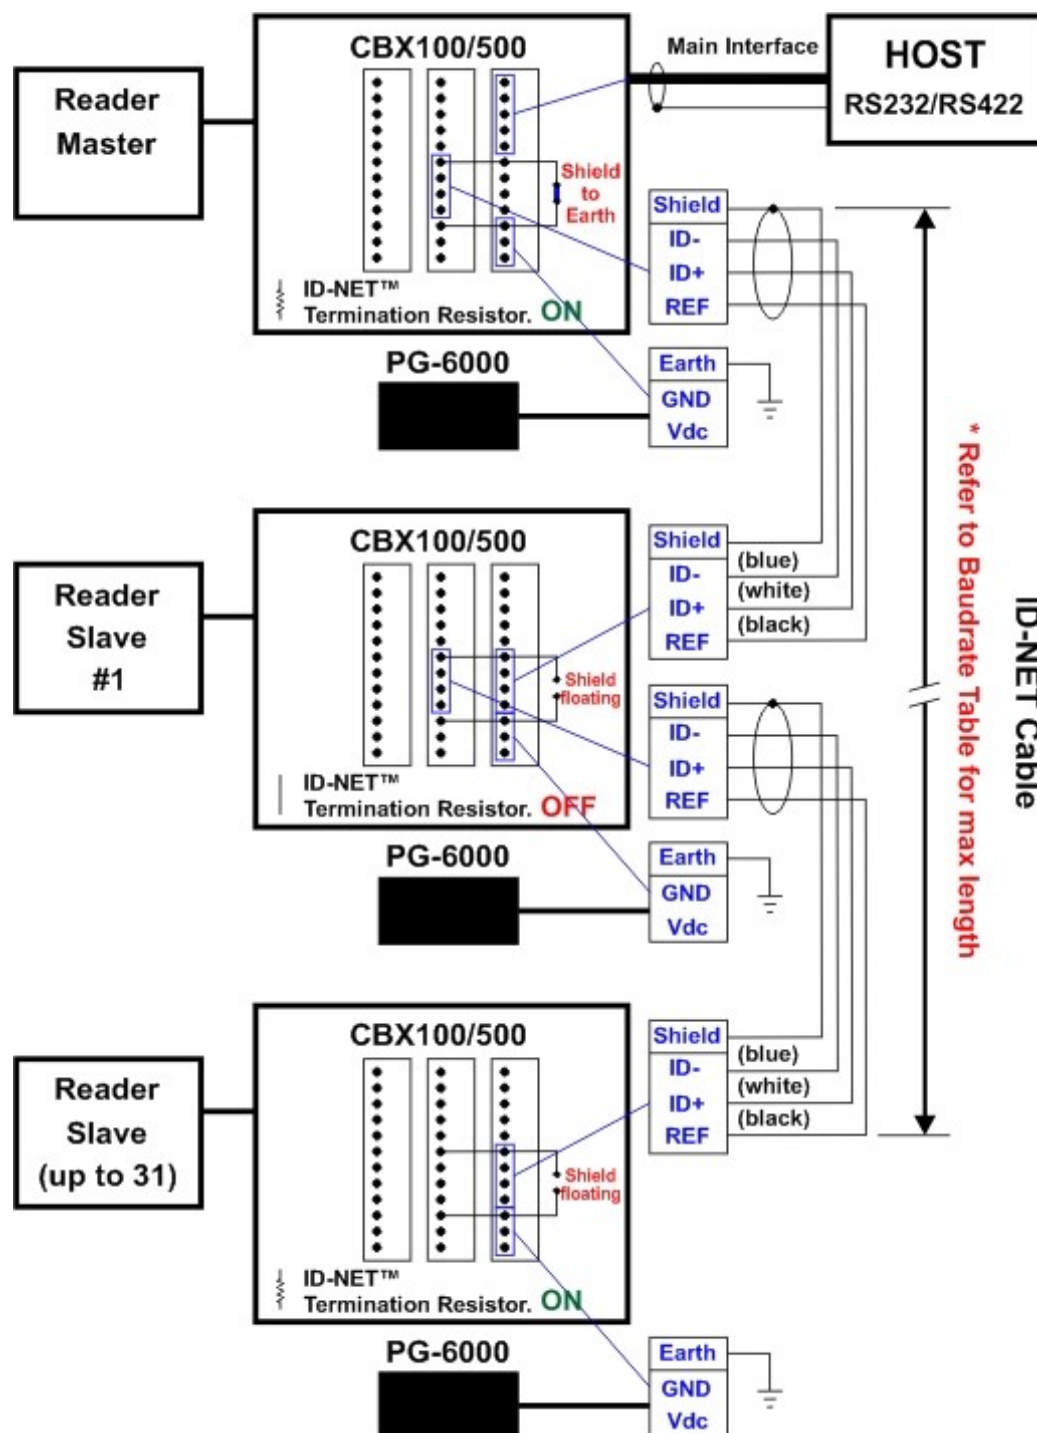 CBX100/500
Main Interface
HOST
RS232/RS422
Reader
Master
Shield
to
Earth
ID-NET™
Termination Resistor. ON
Shield
ID-
ID+
REF
PG-6000
Earth
GND
Vdc
CBX100/500
Reader
Slave
#1
Shield
floating
ID-NET™
Termination Resistor. OFF
Shield
(blue)
ID-
(white)
ID+
(black)
REF
Shield
ID-
ID+
REF
PG-6000
Earth
GND
Vdc
* Refer to Baudrate Table for max length
ID-NET Cable
CBX100/500
Reader
Slave
(up to 31)
Shield
floating
ID-NET™
Termination Resistor. ON
Shield
(blue)
ID-
(white)
ID+
(black)
REF
PG-6000
Earth
GND
Vdc